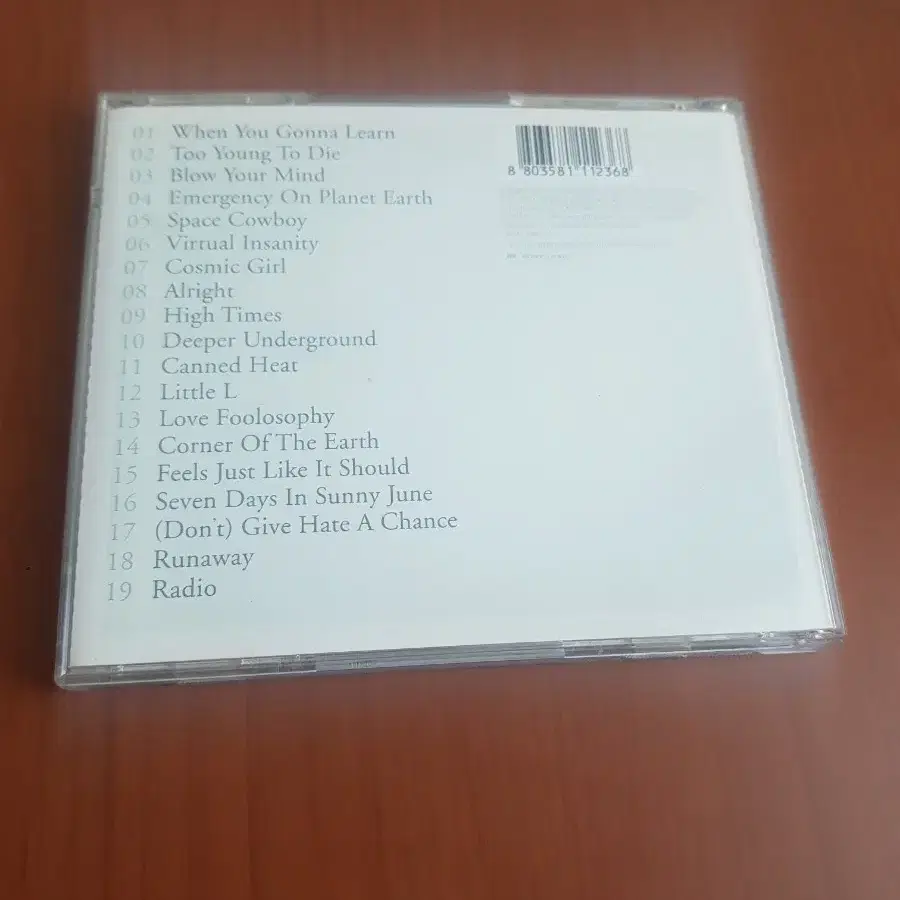 01 When You Gonna Learn
02 Too Young To Die
03 Blow Your Mind
04 Emergency On Planet Earth
05 Space Cowboy
06 Virtual Insanity
07 Cosmic Girl
08 Alright
09 High Times
10 Deeper Underground
11 Canned Heat
12 Little L
13 Love Foolosophy
14 Corner Of The Earth
15 Feels Just Like It Should
16 Seven Days In Sunny June
17 (Don't) Give Hate A Chance
18 Runaway
19 Radio
8 803581 112368